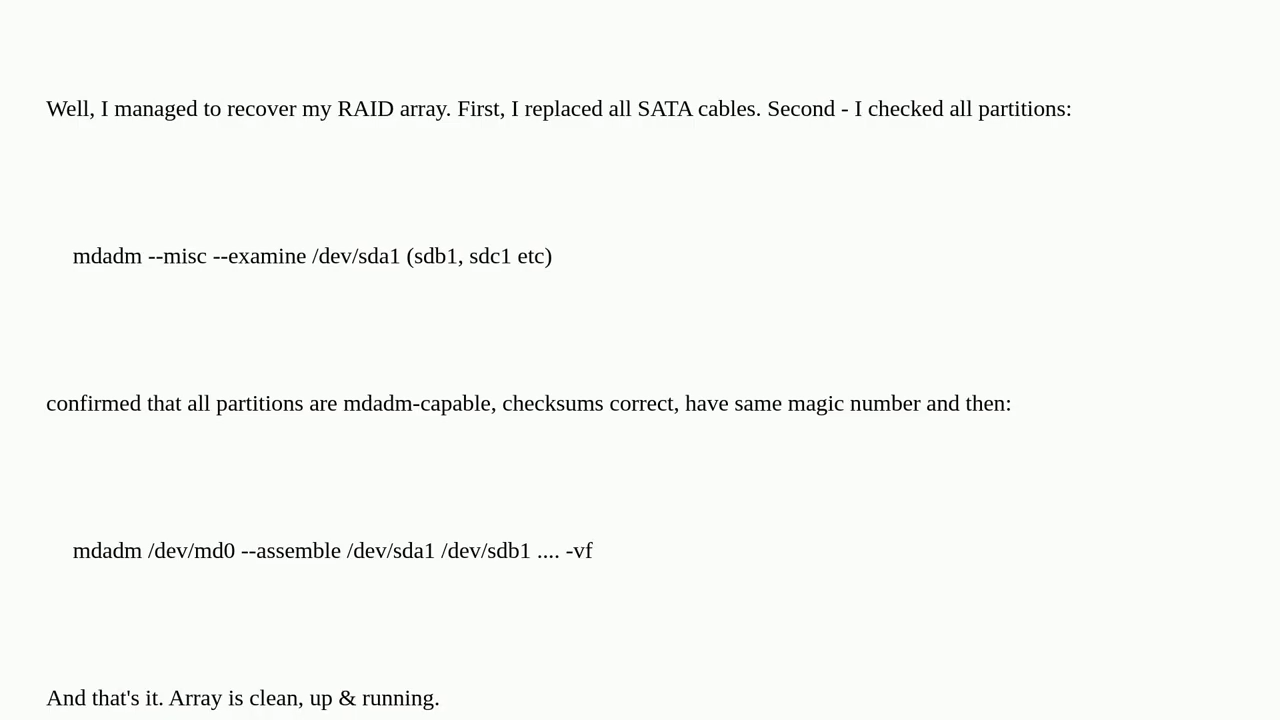 Well, I managed to recover my RAID array. First, I replaced all SATA cables. Second - I checked all partitions:
mdadm --misc --examine /dev/sda1 (sdb1, sdc1 etc)
confirmed that all partitions are mdadm-capable, checksums correct, have same magic number and then:
mdadm /dev/md0 --assemble /dev/sda1 /dev/sdb1 .... -vf
And that's it. Array is clean, up & running.